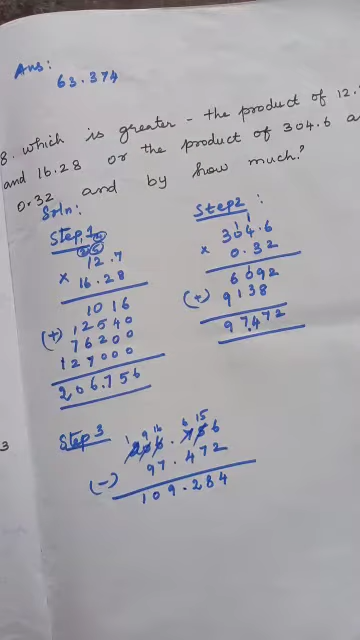 Ans:
63.374
8. which is greater - the product of 12.
and 16.28 or the product of 304.6 a
0.32 and by how much?
Soln:
Step 1
12.7
× 16.28
1016
(+) 12540
76200
127000
206.756
Step 2 :
304.6
× 0.32
6092
(+) 9138
97.472
Step 3
206.756
(-) 97.472
109.284
3